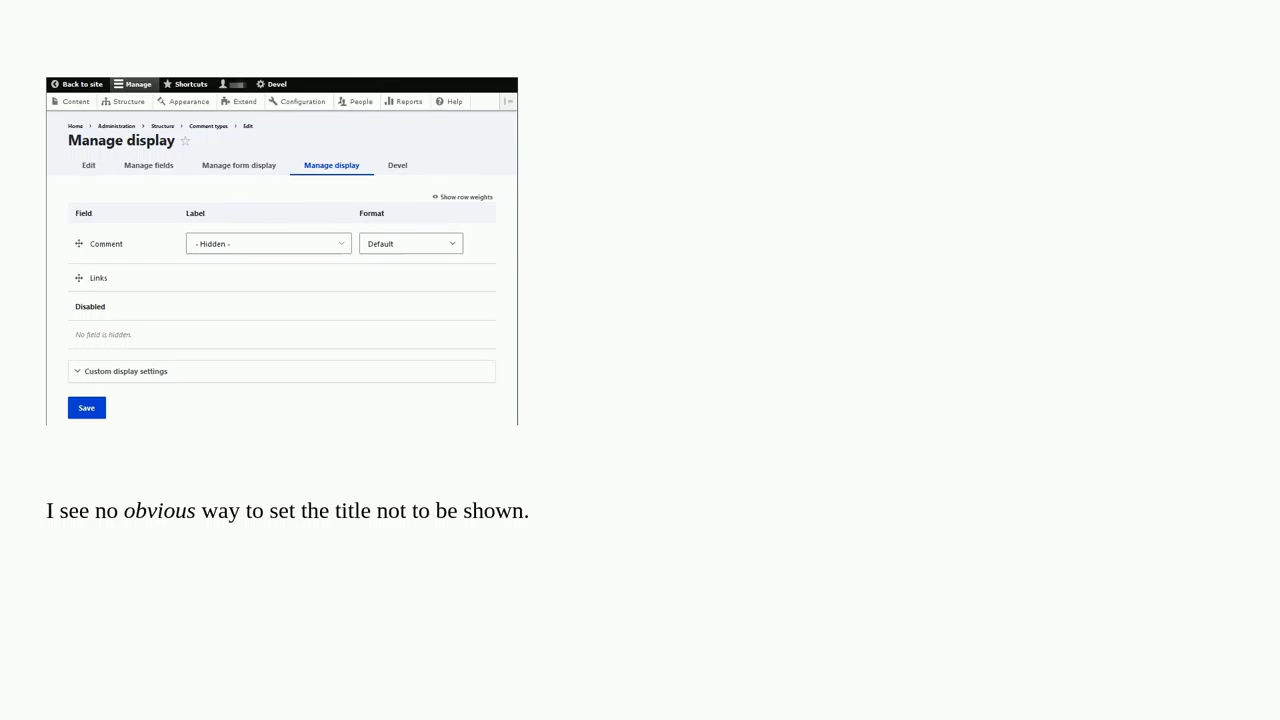 Back to site Manage Shortcuts Devel
Content Structure Appearance Extend Configuration People Reports Help
Home › Administration › Structure › Comment types › Edit
Manage display
Edit Manage fields Manage form display Manage display Devel
Show row weights
Field Label Format
Comment - Hidden - Default
Links
Disabled
No field is hidden.
Custom display settings
Save
I see no obvious way to set the title not to be shown.